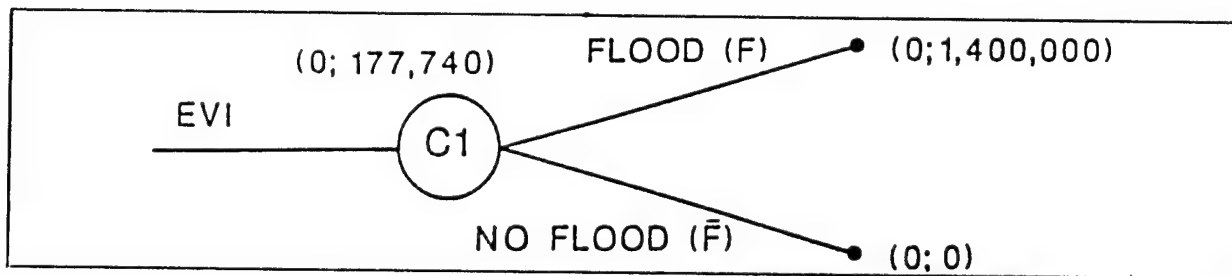 FLOOD (F)
(0; 1,400,000)
(0; 177,740)
EVI
C1
NO FLOOD (F̄)
(0; 0)